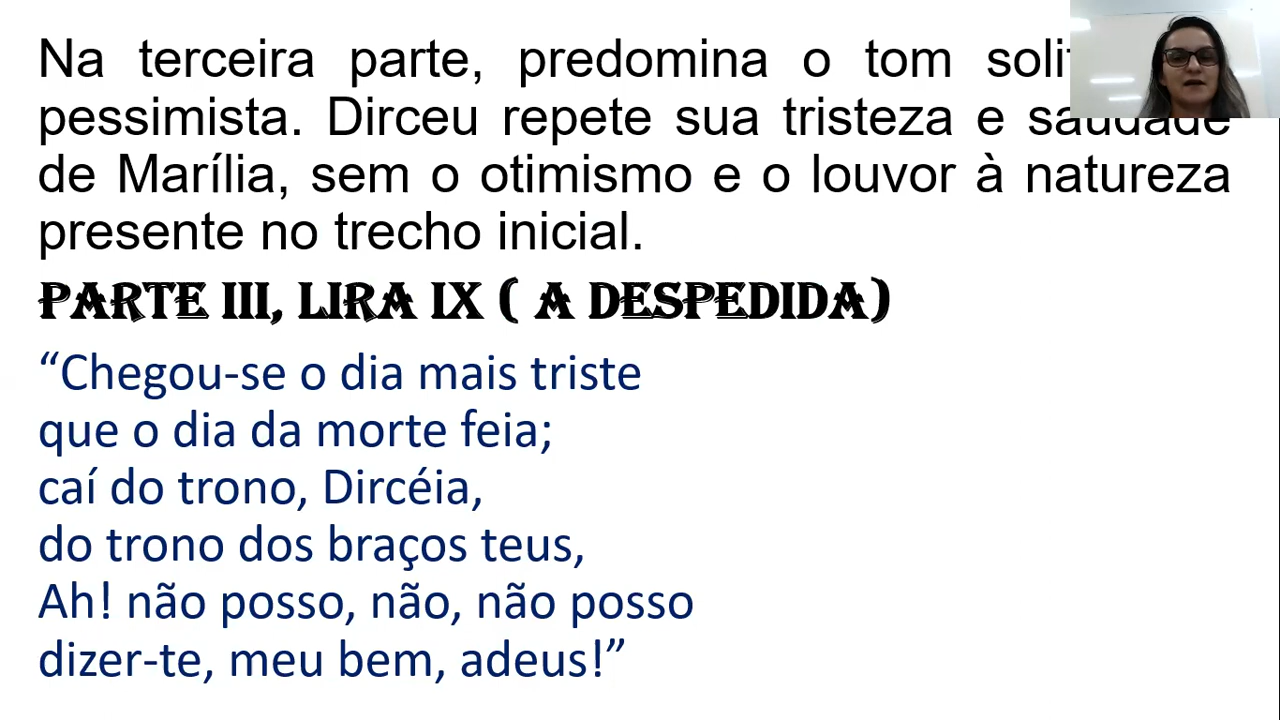 Na terceira parte, predomina o tom
pessimista. Dirceu repete sua tristeza e saudade
de Marília, sem o otimismo e o louvor à natureza
presente no trecho inicial.
PARTE III, LIRA IX ( A DESPEDIDA)
“Chegou-se o dia mais triste
que o dia da morte feia;
caí do trono, Dircéia,
do trono dos braços teus,
Ah! não posso, não, não posso
dizer-te, meu bem, adeus!”